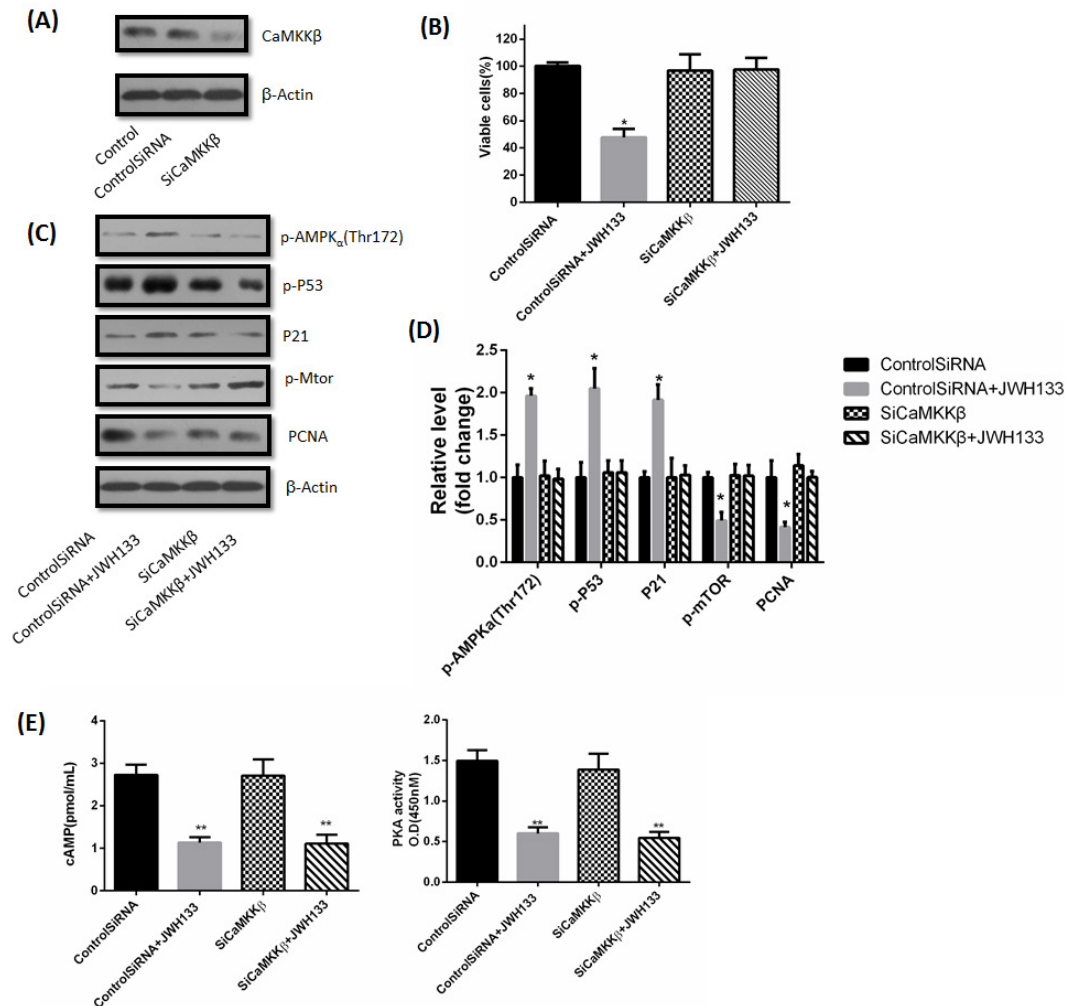 (A)
CaMKKβ
β-Actin
Control
ControlSiRNA
SiCaMKKβ
(B)
Viable cells(%)
120
100
80
60
40
20
0
*
ControlSiRNA
ControlSiRNA+JWH133
SiCaMKKβ
SiCaMKKβ+JWH133
(C)
p-AMPKα(Thr172)
p-P53
P21
p-Mtor
PCNA
β-Actin
ControlSiRNA
ControlSiRNA+JWH133
SiCaMKKβ
SiCaMKKβ+JWH133
(D)
Relative level
(fold change)
2.5
2.0
1.5
1.0
0.5
0.0
*
*
*
*
*
p-AMPKa(Thr172)
p-P53
P21
p-mTOR
PCNA
ControlSiRNA
ControlSiRNA+JWH133
SiCaMKKβ
SiCaMKKβ+JWH133
(E)
cAMP(pmol/mL)
4
3
2
1
0
**
**
ControlSiRNA
ControlSiRNA+JWH133
SiCaMKKβ
SiCaMKKβ+JWH133
PKA activity
O.D(450nM)
2.0
1.5
1.0
0.5
0.0
**
**
ControlSiRNA
ControlSiRNA+JWH133
SiCaMKKβ
SiCaMKKβ+JWH133